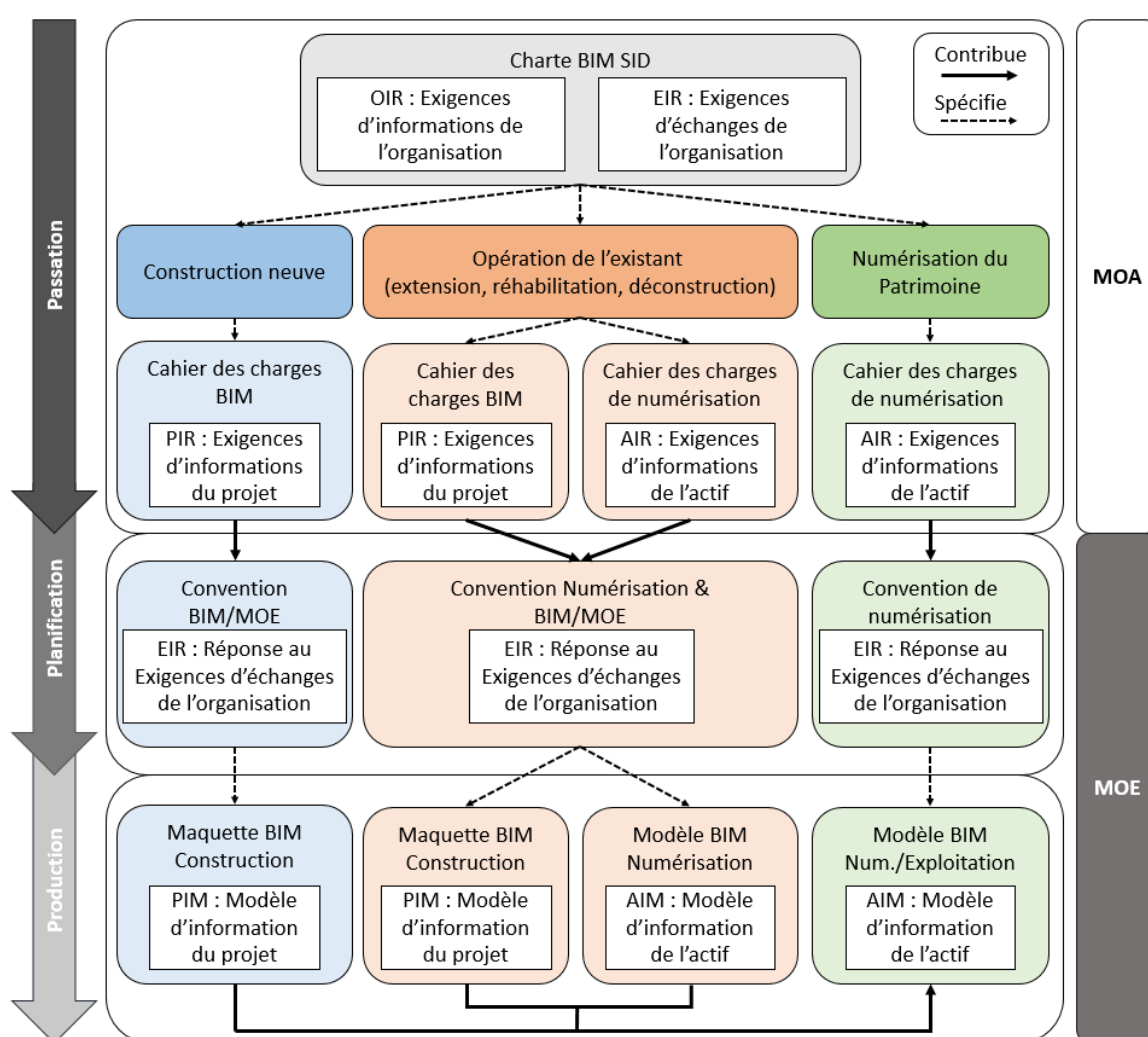 Charte BIM SID
OIR : Exigences
d'informations de
l'organisation
EIR : Exigences
d'échanges de
l'organisation
Contribue
Spécifie
Passation
Construction neuve
Opération de l'existant
(extension, réhabilitation, déconstruction)
Numérisation du
Patrimoine
MOA
Cahier des charges
BIM
PIR : Exigences
d'informations
du projet
Cahier des
charges BIM
PIR : Exigences
d'informations
du projet
Cahier des charges
de numérisation
AIR : Exigences
d'informations
de l'actif
Cahier des charges
de numérisation
AIR : Exigences
d'informations
de l'actif
Planification
Convention
BIM/MOE
EIR : Réponse au
Exigences d'échanges
de l'organisation
Convention Numérisation &
BIM/MOE
EIR : Réponse au
Exigences d'échanges
de l'organisation
Convention de
numérisation
EIR : Réponse au
Exigences d'échanges
de l'organisation
MOE
Production
Maquette BIM
Construction
PIM : Modèle
d'information
du projet
Maquette BIM
Construction
PIM : Modèle
d'information
du projet
Modèle BIM
Numérisation
AIM : Modèle
d'information
de l'actif
Modèle BIM
Num./Exploitation
AIM : Modèle
d'information
de l'actif